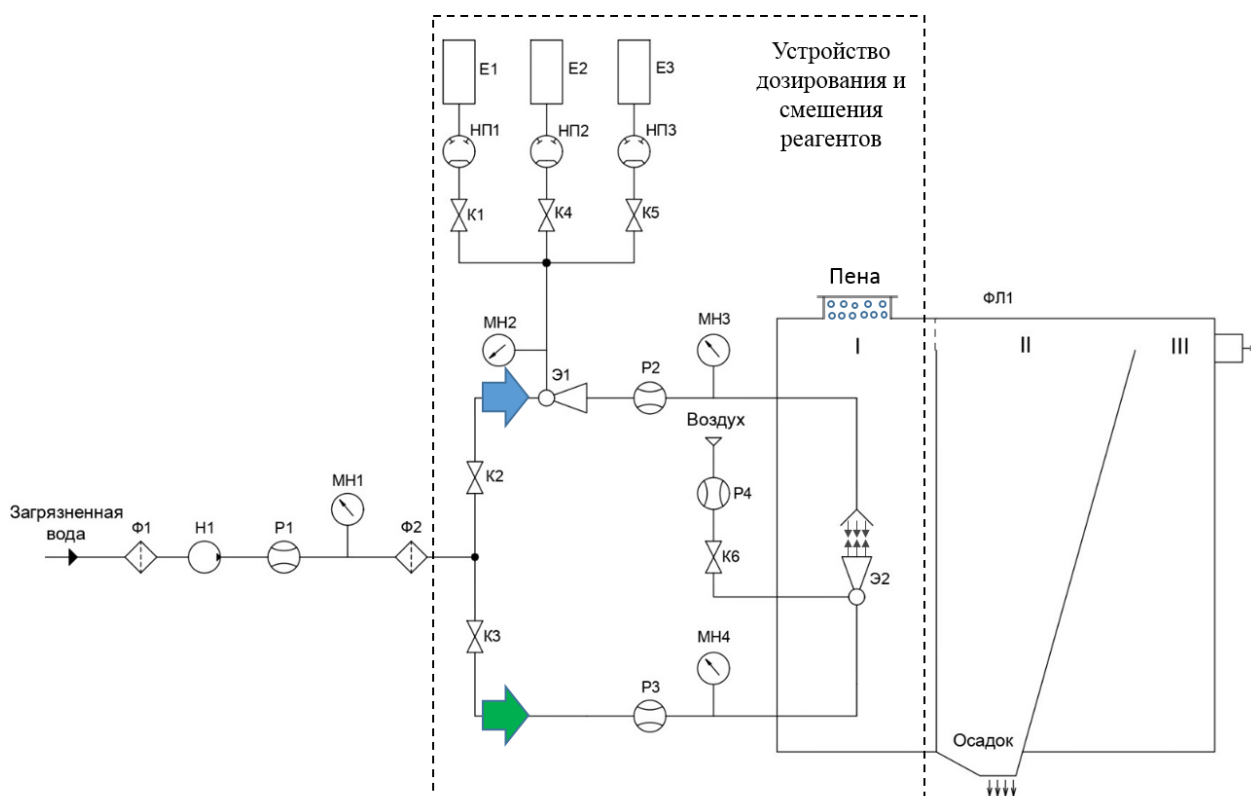 Устройство
дозирования и
смешения
реагентов
Е1
Е2
Е3
НП1
НП2
НП3
К1
К4
К5
Пена
ФЛ1
МН2
МН3
I
II
III
Э1
Р2
Воздух
К2
Р4
МН1
Загрязненная
вода
Ф1
Н1
Р1
Ф2
К6
Э2
К3
МН4
Р3
Осадок